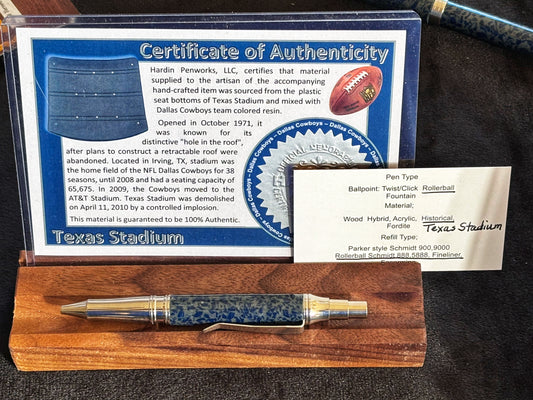 Certificate of Authenticity
Hardin Penworks, LLC, certifies that material
supplied to the artisan of the accompanying
hand-crafted item was sourced from the plastic
seat bottoms of Texas Stadium and mixed with
Dallas Cowboys team colored resin.
Opened in October 1971, it
was known for its
distinctive "hole in the roof",
after plans to construct a retractable roof were
abandoned. Located in Irving, TX, stadium was
the home field of the NFL Dallas Cowboys for 38
seasons, until 2008 and had a seating capacity of
65,675. In 2009, the Cowboys moved to the
AT&T Stadium. Texas Stadium was demolished
on April 11, 2010 by a controlled implosion.
This material is guaranteed to be 100% Authentic.
Texas Stadium
Dallas Cowboys – Dallas Cowboys – Dallas Cowboys
Pen Type
Ballpoint: Twist/Click Rollerball
Fountain
Material;
Wood Hybrid, Acrylic, Historical,
Fordite Texas Stadium
Refill Type;
Parker style Schmidt 900,9000
Rollerball Schmidt 888,5888, Fineliner,